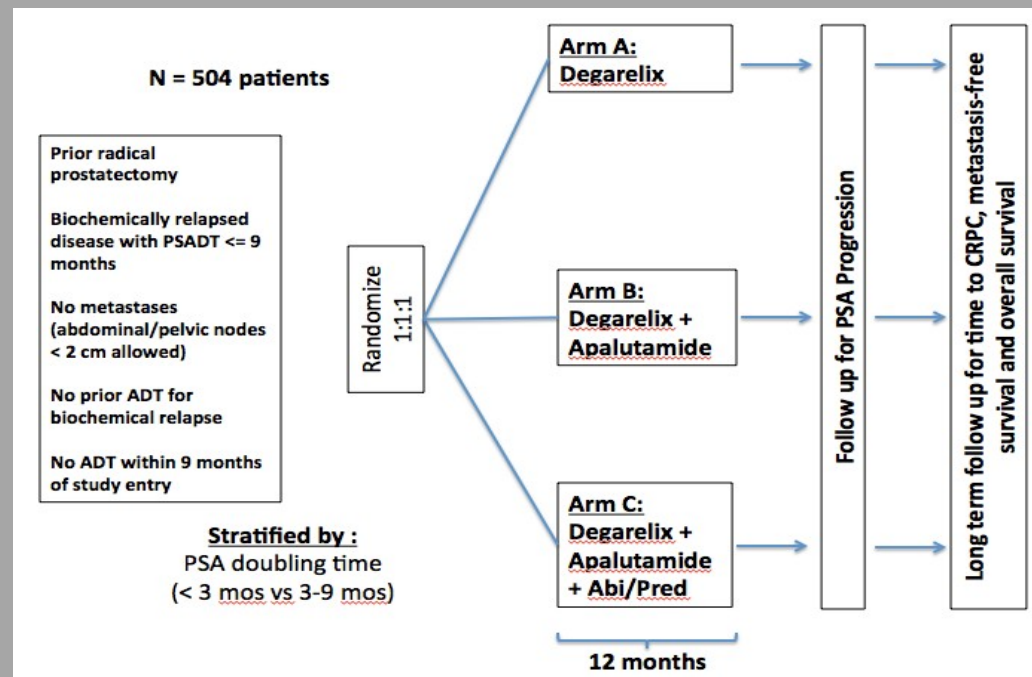 N = 504 patients
Prior radical
prostatectomy
Biochemically relapsed
disease with PSADT <= 9
months
No metastases
(abdominal/pelvic nodes
< 2 cm allowed)
No prior ADT for
biochemical relapse
No ADT within 9 months
of study entry
Stratified by :
PSA doubling time
(< 3 mos vs 3-9 mos)
Randomize
1:1:1
Arm A:
Degarelix
Arm B:
Degarelix +
Apalutamide
Arm C:
Degarelix +
Apalutamide
+ Abi/Pred
12 months
Follow up for PSA Progression
Long term follow up for time to CRPC, metastasis-free
survival and overall survival